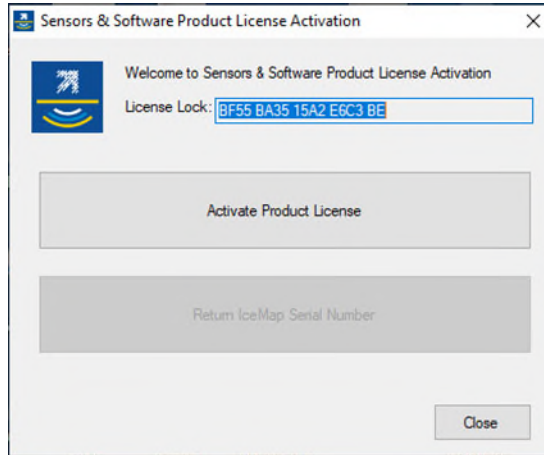 Sensors & Software Product License Activation
Welcome to Sensors & Software Product License Activation
License Lock: BF55 BA35 15A2 E6C3 BE
Activate Product License
Return IceMap Serial Number
Close